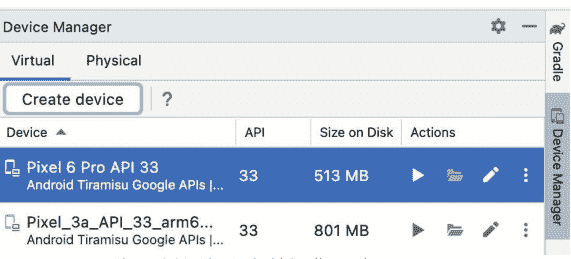 Device Manager
Virtual Physical
Create device ?
Device API Size on Disk Actions
Pixel 6 Pro API 33 33 513 MB
Android Tiramisu Google APIs |...
Pixel_3a_API_33_arm6... 33 801 MB
Android Tiramisu Google APIs |...
Gradle
Device Manager